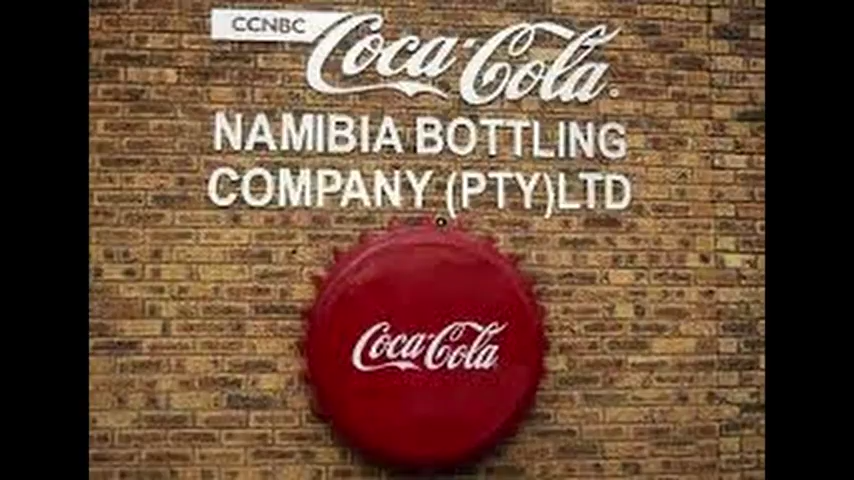 CCNBC
Coca-Cola
NAMIBIA BOTTLING
COMPANY (PTY)LTD
Coca-Cola